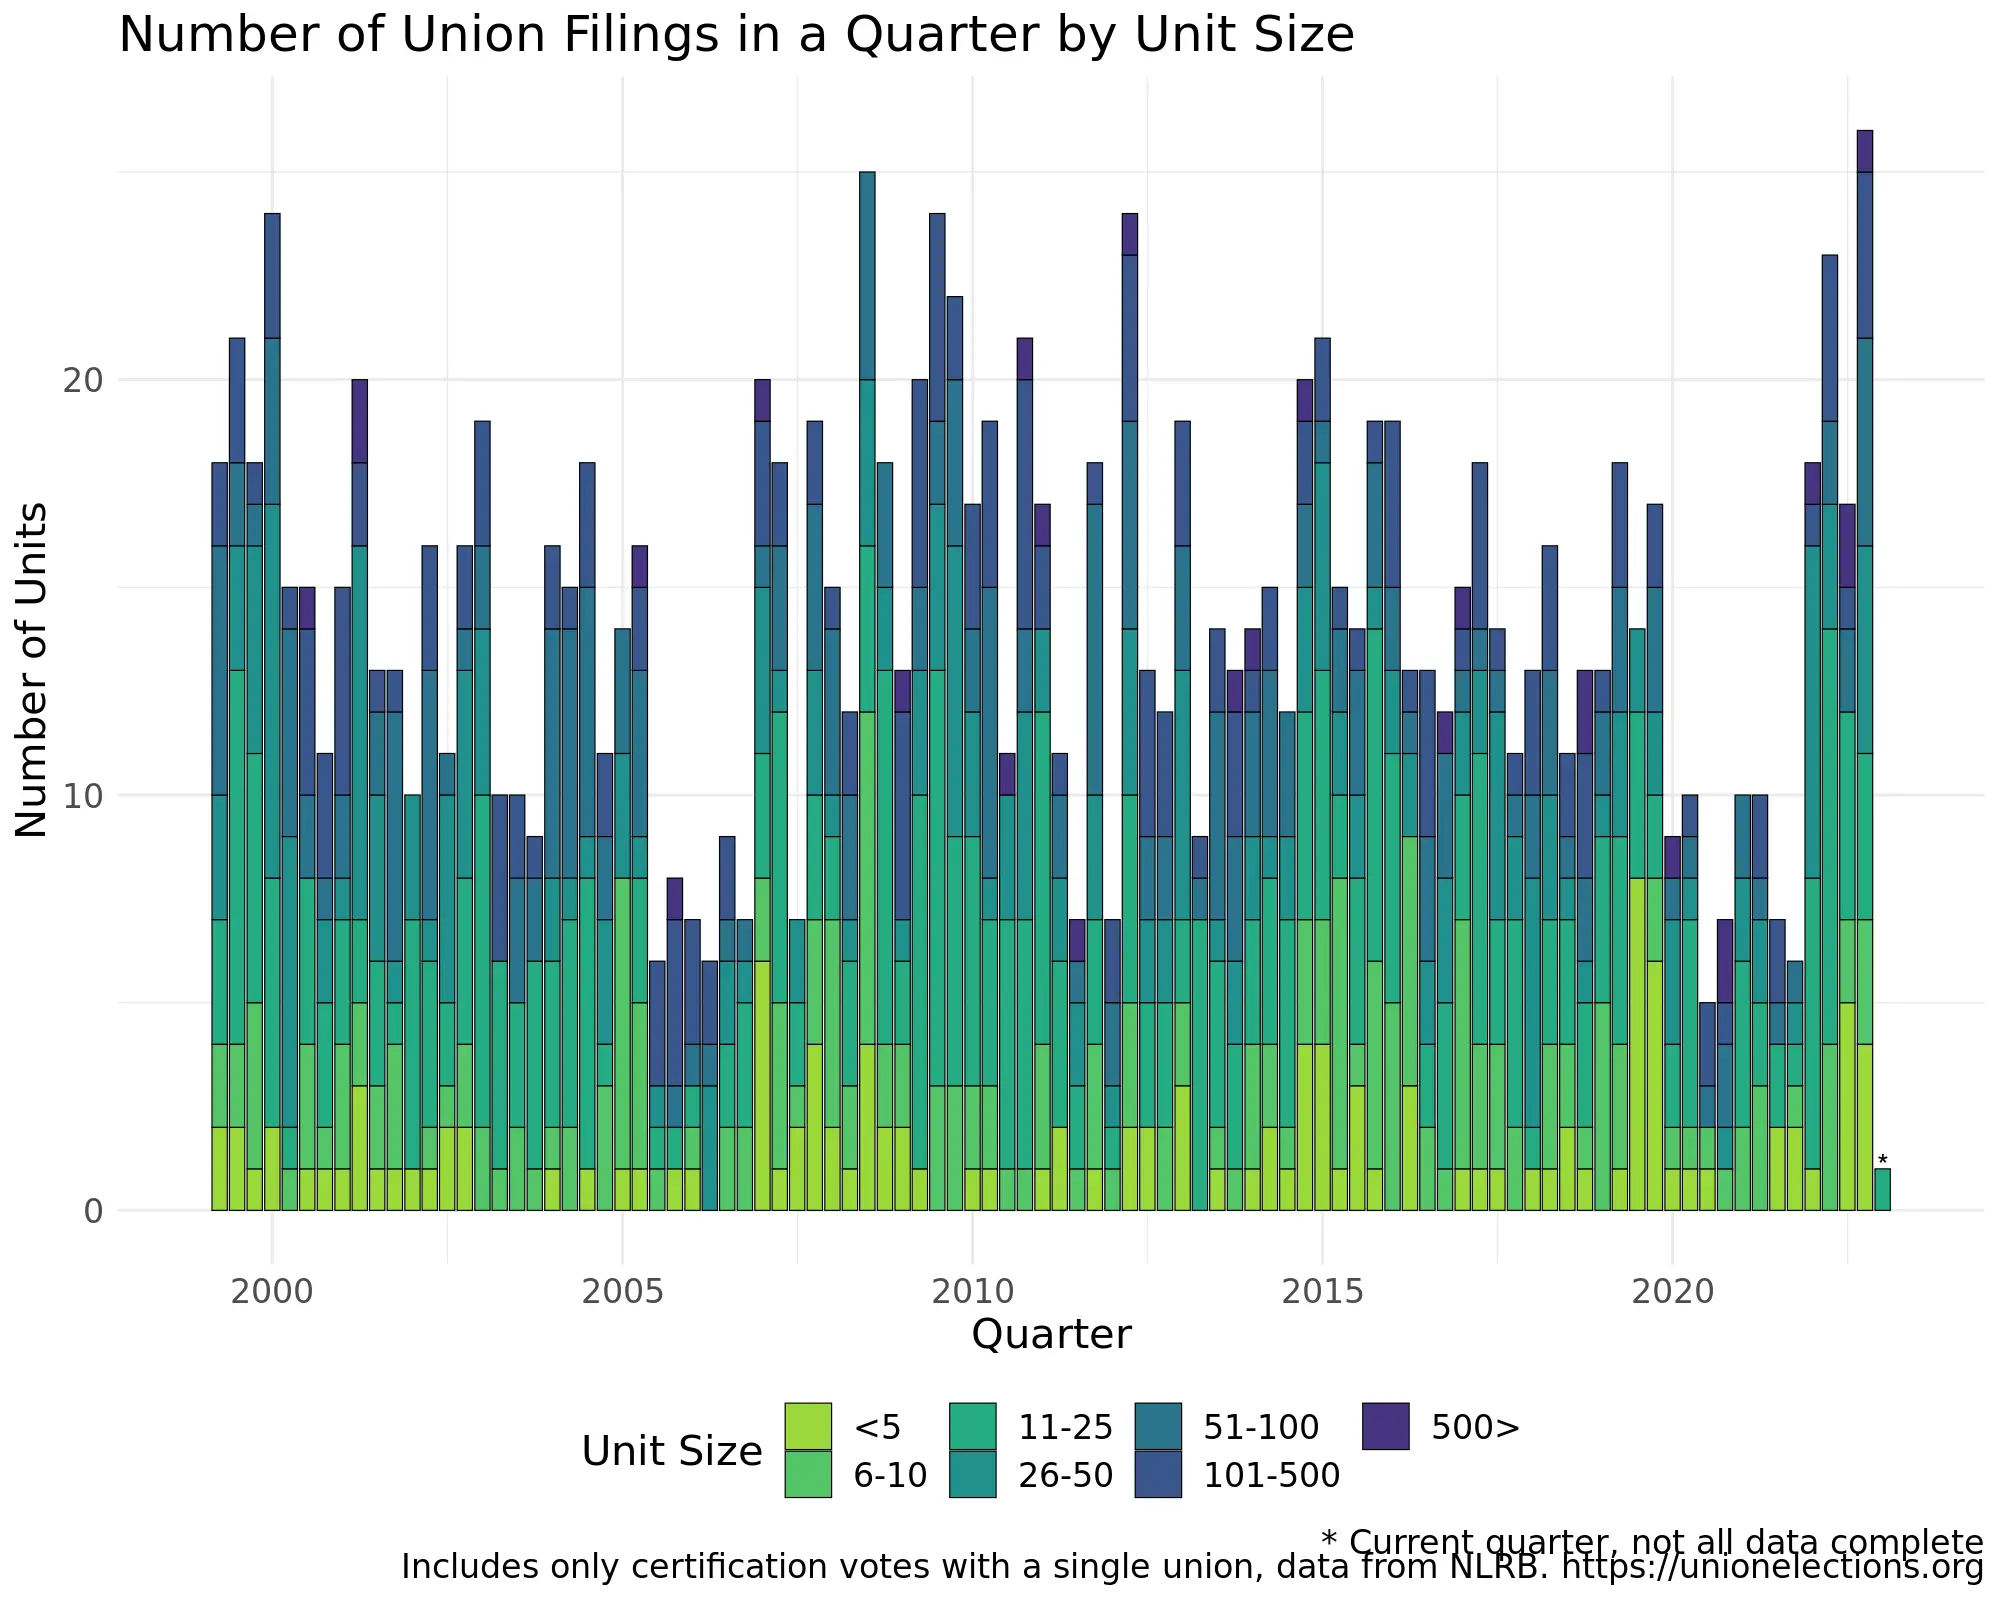 Number of Union Filings in a Quarter by Unit Size
Number of Units
20
10
0
*
2000 2005 2010 2015 2020
Quarter
Unit Size
<5 11-25 51-100 500>
6-10 26-50 101-500
* Current quarter, not all data complete
Includes only certification votes with a single union, data from NLRB. https://unionelections.org